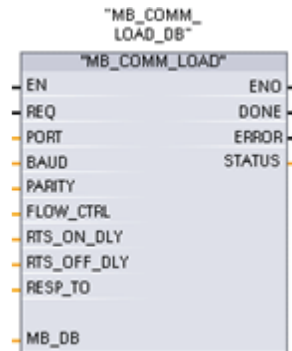 "MB_COMM_
LOAD_DB"
"MB_COMM_LOAD"
EN ENO
REQ DONE
PORT ERROR
BAUD STATUS
PARITY
FLOW_CTRL
RTS_ON_DLY
RTS_OFF_DLY
RESP_TO
MB_DB